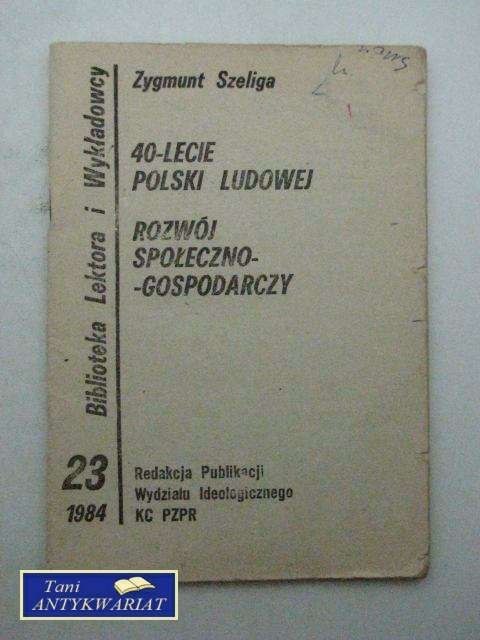 Zygmunt Szeliga
40-LECIE
POLSKI LUDOWEJ
ROZWÓJ
SPOŁECZNO-
-GOSPODARCZY
Biblioteka Lektora i Wykładowcy
23
1984
Redakcja Publikacji
Wydziału Ideologicznego
KC PZPR
Tani
ANTYKWARIAT